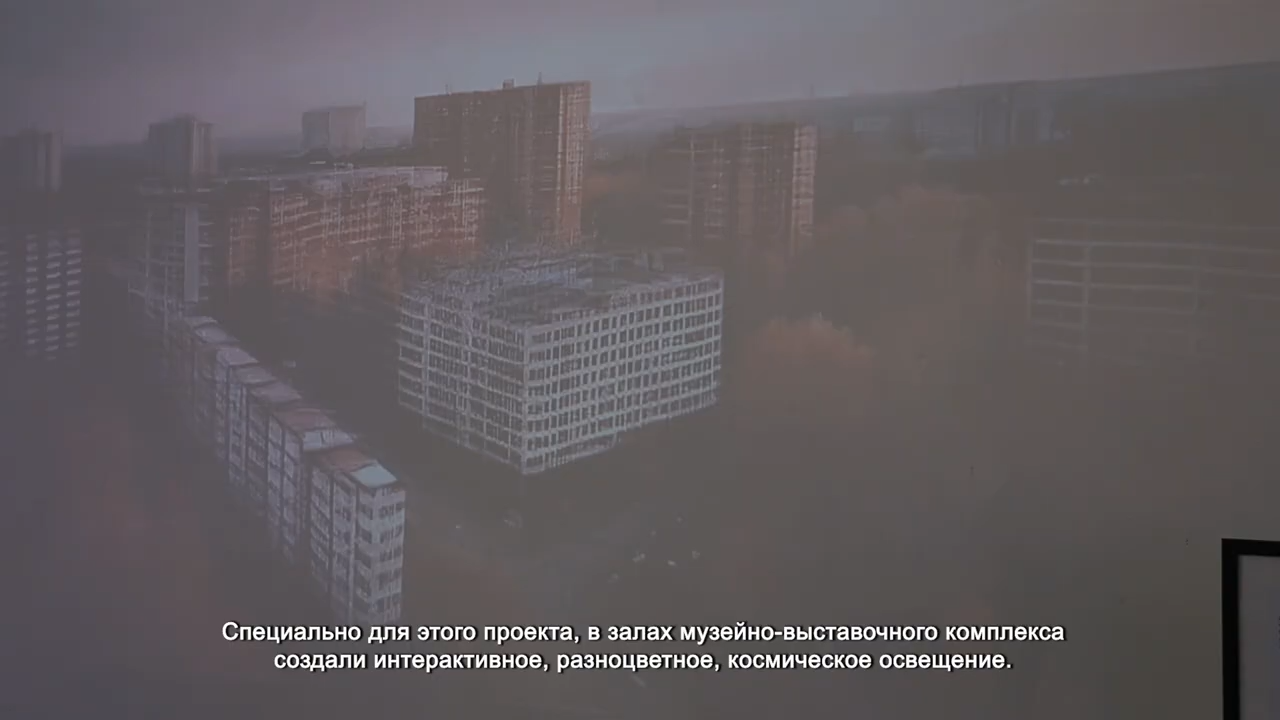 Специально для этого проекта, в залах музейно-выставочного комплекса
создали интерактивное, разноцветное, космическое освещение.